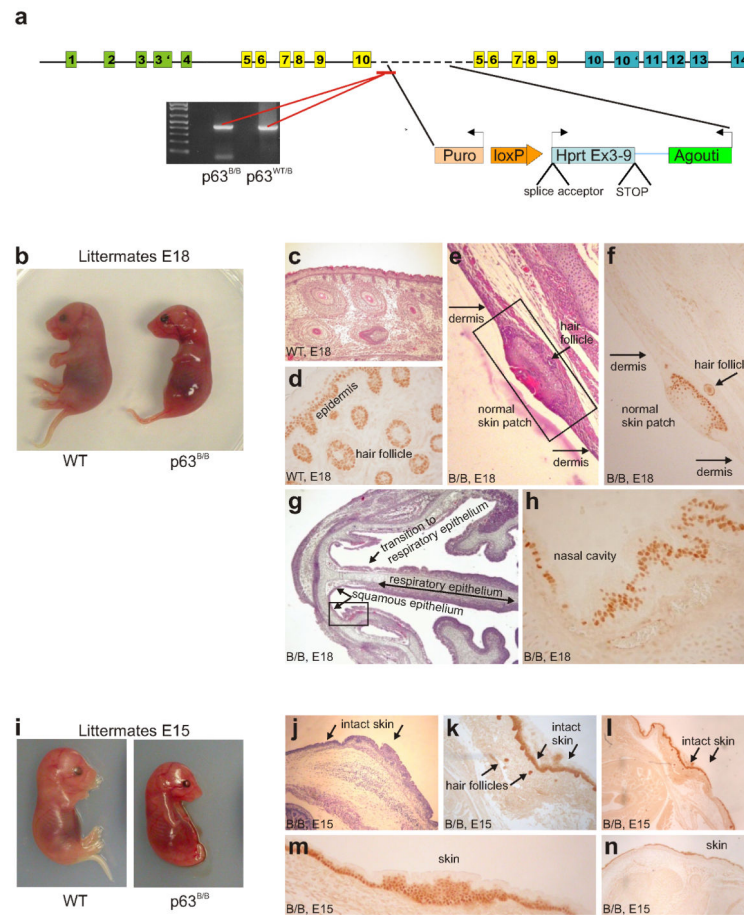 a
1 2 3 3' 4 5 6 7 8 9 10 5 6 7 8 9 10 10' 11 12 13 14
p63B/B p63WT/B
Puro loxP Hprt Ex3-9 Agouti
splice acceptor STOP
b Littermates E18
WT p63B/B
c
WT, E18
d
epidermis
hair follicle
WT, E18
e
dermis
hair
follicle
normal
skin patch
dermis
B/B, E18
f
dermis
hair follicle
normal
skin patch
dermis
B/B, E18
g
transition to
respiratory epithelium
respiratory epithelium
squamous epithelium
B/B, E18
h
nasal cavity
B/B, E18
i Littermates E15
WT p63B/B
j
intact skin
B/B, E15
k
intact
skin
hair follicles
B/B, E15
l
intact skin
B/B, E15
m
skin
B/B, E15
n
skin
B/B, E15